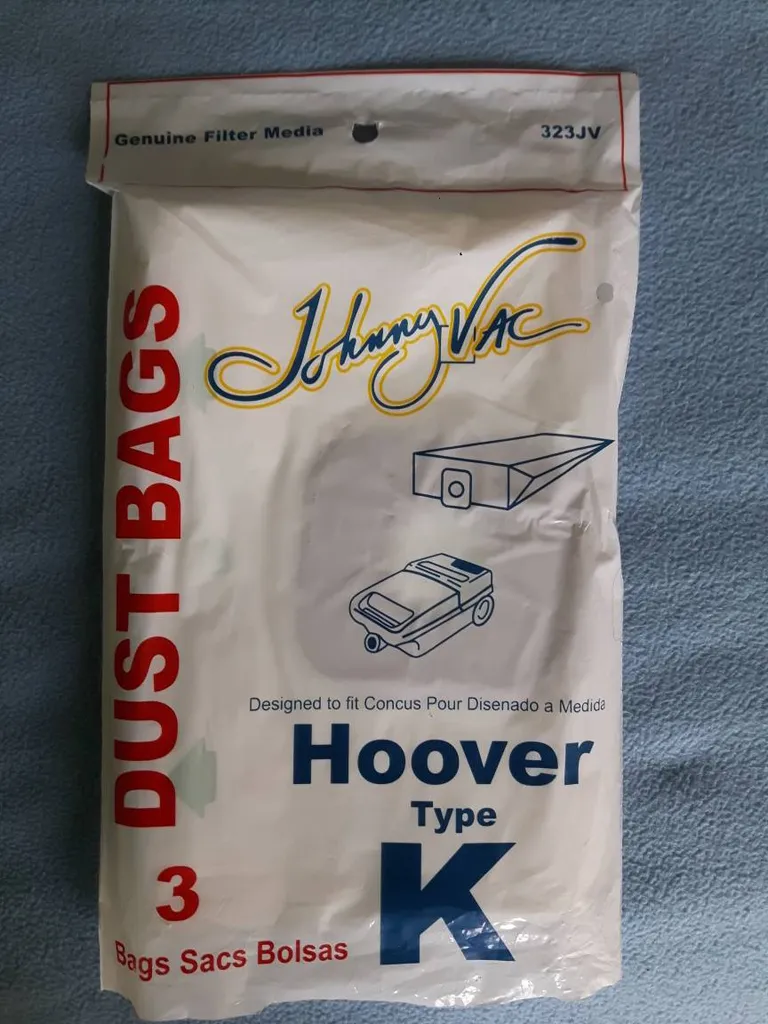 Genuine Filter Media 323JV
Johnny VAC
DUST BAGS
Designed to fit Concus Pour Disenado a Medida
Hoover
Type
K
3
Bags Sacs Bolsas